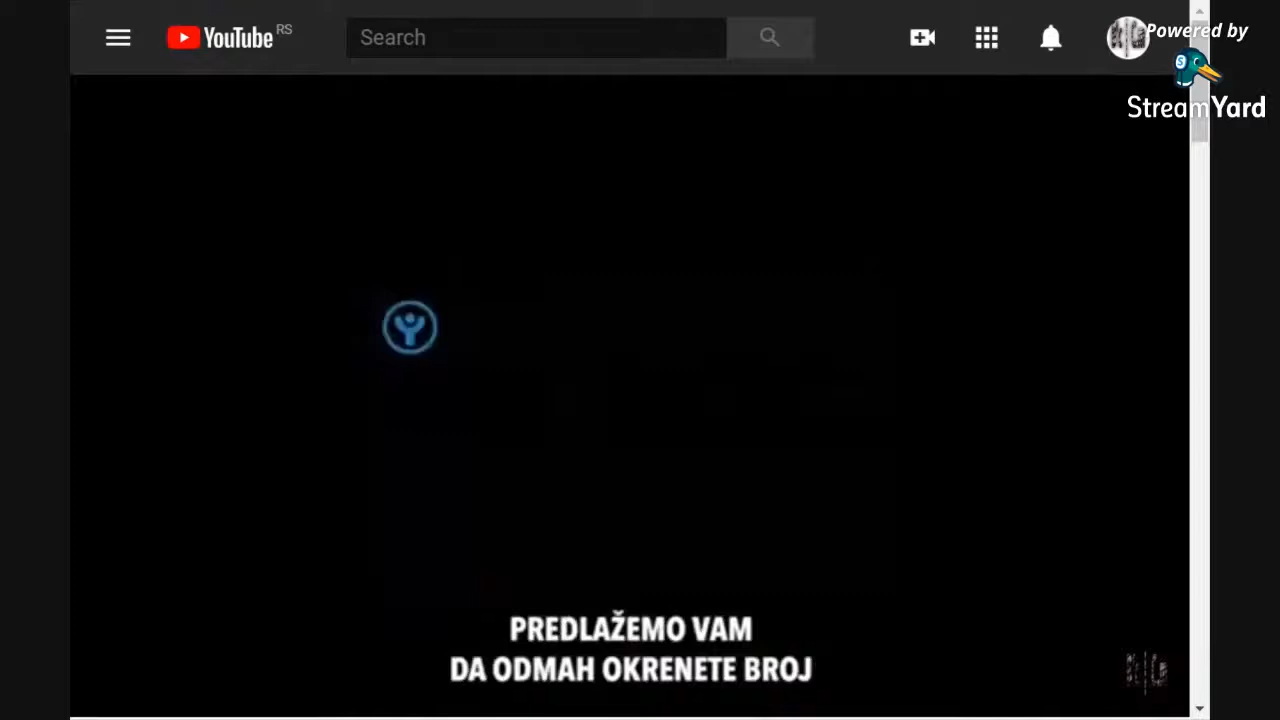 YouTube RS
Search
Powered by
StreamYard
PREDLAŽEMO VAM
DA ODMAH OKRENETE BROJ